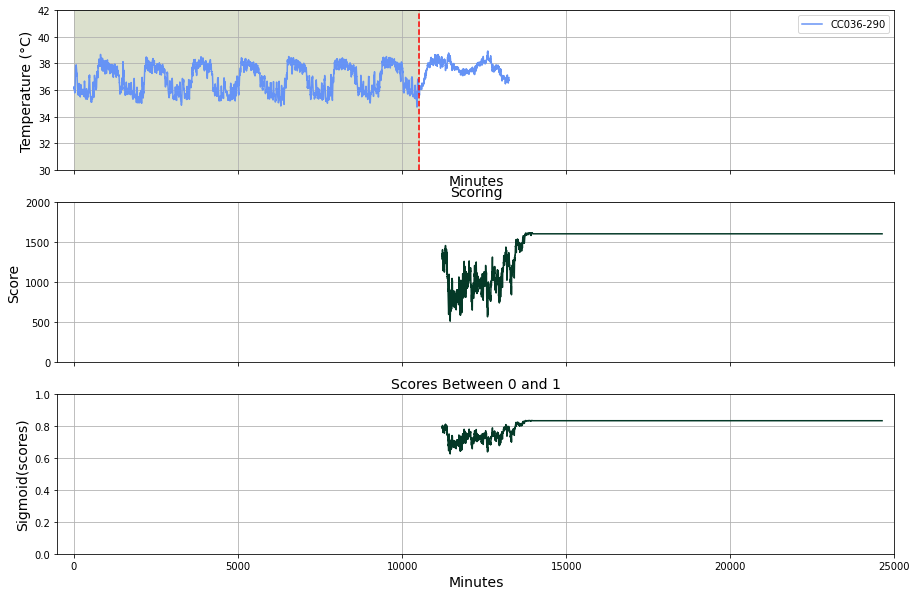 42
40
38
36
34
32
30
Temperature (°C)
CC036-290
Minutes
Scoring
2000
1500
1000
500
0
Score
Scores Between 0 and 1
1.0
0.8
0.6
0.4
0.2
0.0
Sigmoid(scores)
0 5000 10000 15000 20000 25000
Minutes